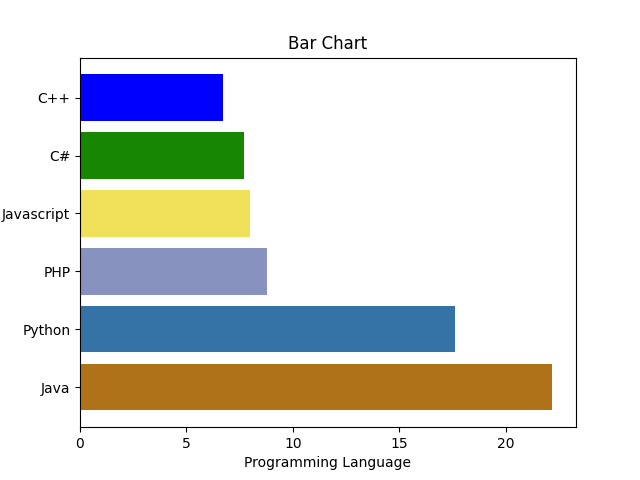 Bar Chart
C++
C#
Javascript
PHP
Python
Java
0 5 10 15 20
Programming Language